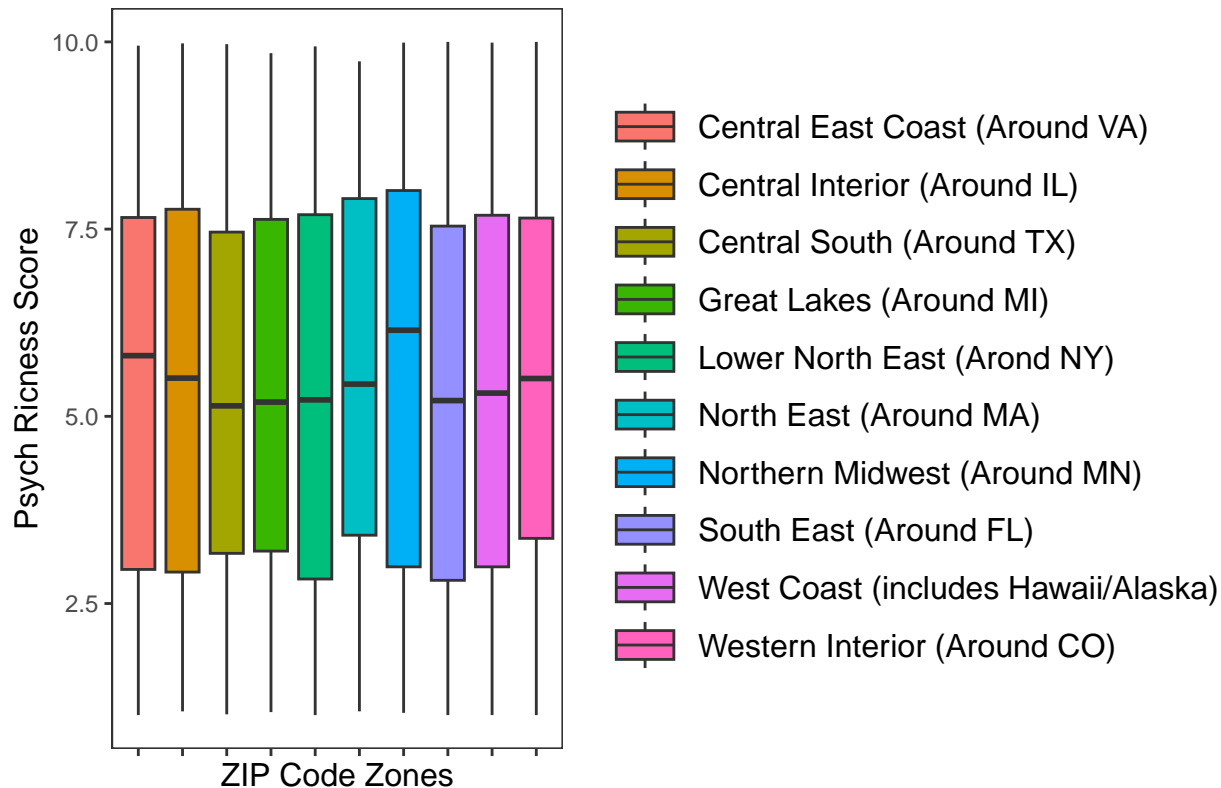 10.0
7.5
5.0
2.5
Psych Ricness Score
ZIP Code Zones
Central East Coast (Around VA)
Central Interior (Around IL)
Central South (Around TX)
Great Lakes (Around MI)
Lower North East (Arond NY)
North East (Around MA)
Northern Midwest (Around MN)
South East (Around FL)
West Coast (includes Hawaii/Alaska)
Western Interior (Around CO)